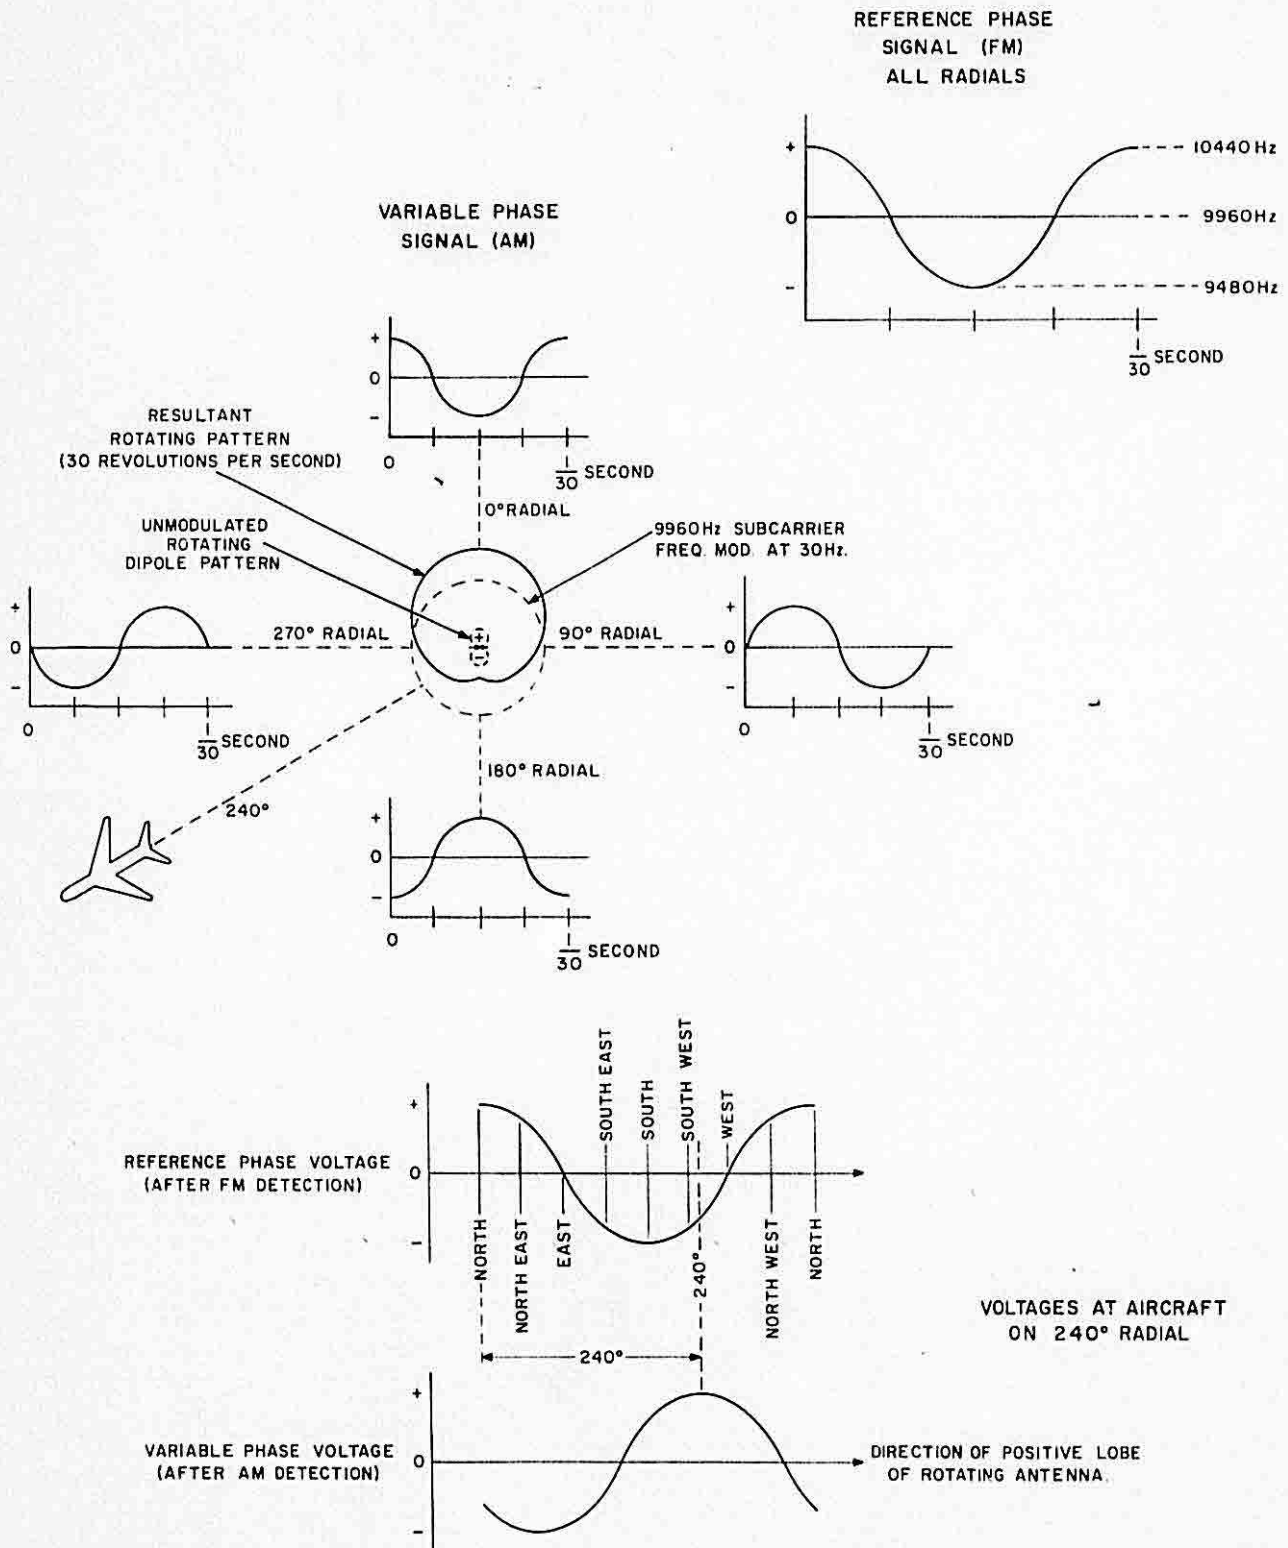 REFERENCE PHASE
SIGNAL (FM)
ALL RADIALS
+
0
-
10440Hz
9960Hz
9480Hz
1/30 SECOND
VARIABLE PHASE
SIGNAL (AM)
+
0
-
0
1/30 SECOND
RESULTANT
ROTATING PATTERN
(30 REVOLUTIONS PER SECOND)
0° RADIAL
UNMODULATED
ROTATING
DIPOLE PATTERN
9960Hz SUBCARRIER
FREQ. MOD. AT 30Hz.
+
0
-
0
1/30 SECOND
270° RADIAL
+
-
90° RADIAL
+
0
-
0
1/30 SECOND
180° RADIAL
240°
+
0
-
0
1/30 SECOND
REFERENCE PHASE VOLTAGE
(AFTER FM DETECTION)
+
0
-
NORTH
NORTH EAST
EAST
SOUTH EAST
SOUTH
SOUTH WEST
240°
WEST
NORTH WEST
NORTH
VOLTAGES AT AIRCRAFT
ON 240° RADIAL
240°
VARIABLE PHASE VOLTAGE
(AFTER AM DETECTION)
+
0
-
DIRECTION OF POSITIVE LOBE
OF ROTATING ANTENNA.